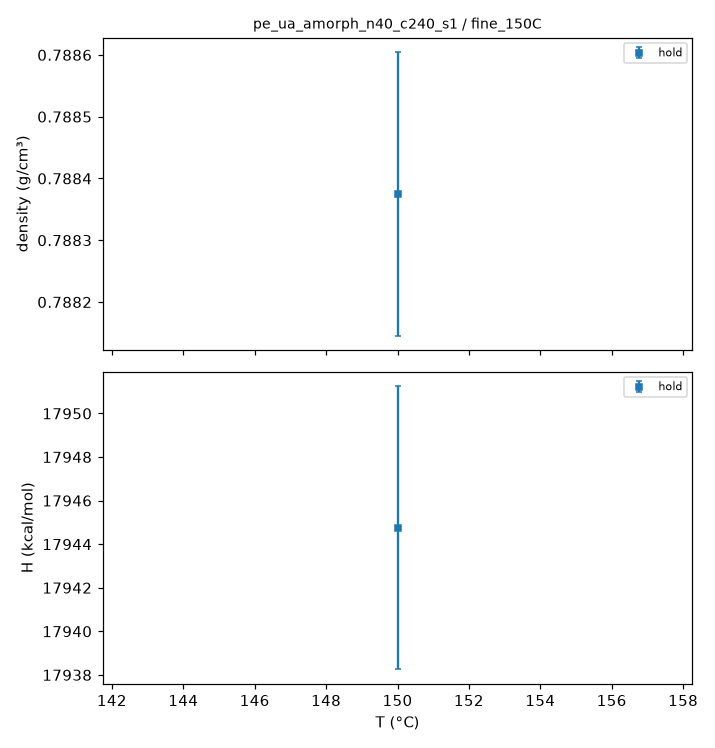 pe_ua_amorph_n40_c240_s1 / fine_150C
hold
0.7886
0.7885
0.7884
0.7883
0.7882
density (g/cm³)
hold
17950
17948
17946
17944
17942
17940
17938
H (kcal/mol)
142 144 146 148 150 152 154 156 158
T (°C)